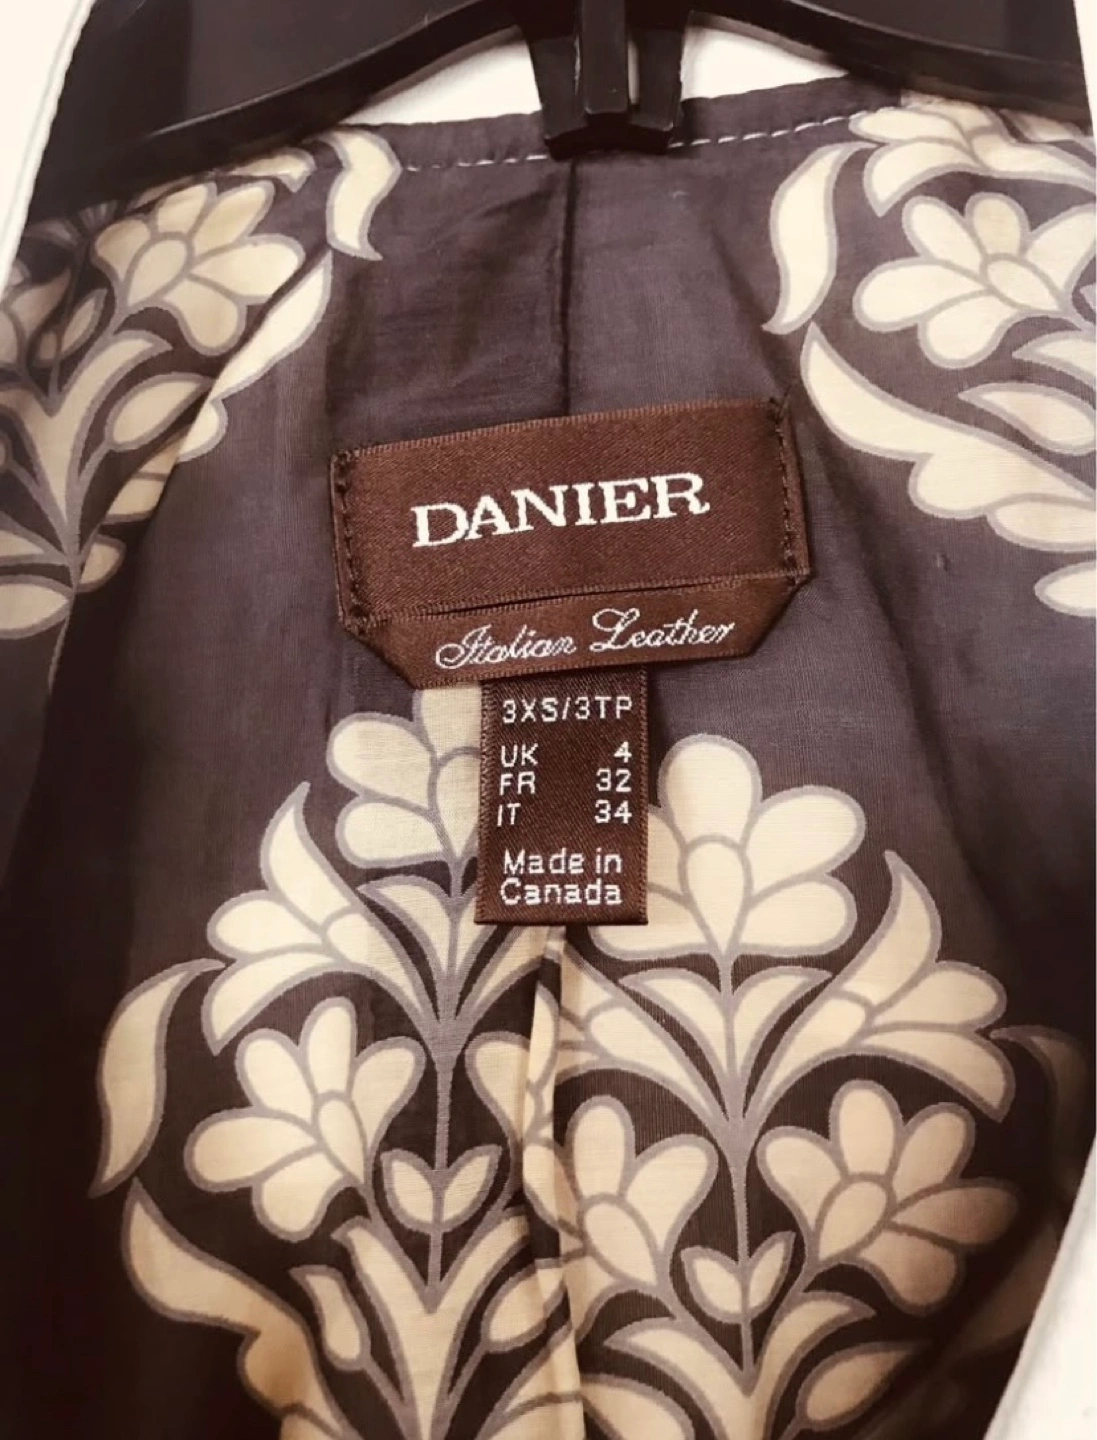 DANIER
Italian Leather
3XS/3TP
UK 4
FR 32
IT 34
Made in
Canada